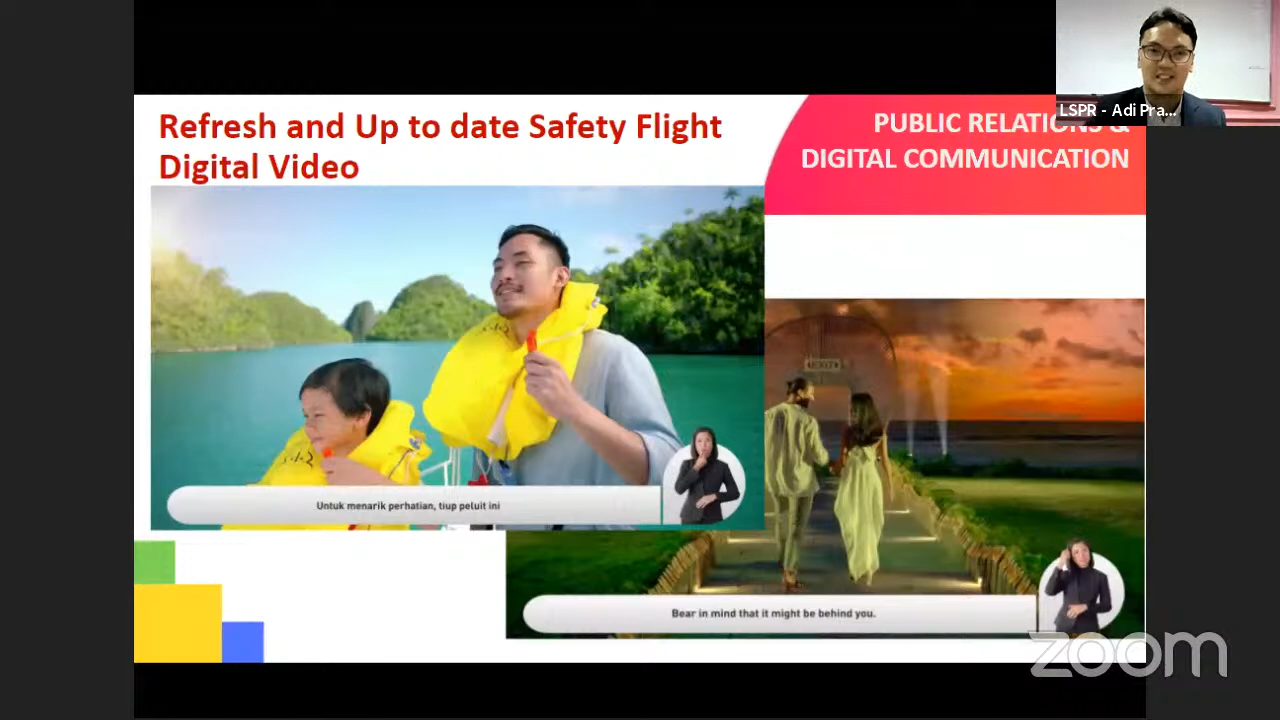 Refresh and Up to date Safety Flight
Digital Video
PUBLIC RELATIONS &
DIGITAL COMMUNICATION
LSPR - Adi Pra...
EXIT
Untuk menarik perhatian, tiup peluit ini
Bear in mind that it might be behind you.
zoom